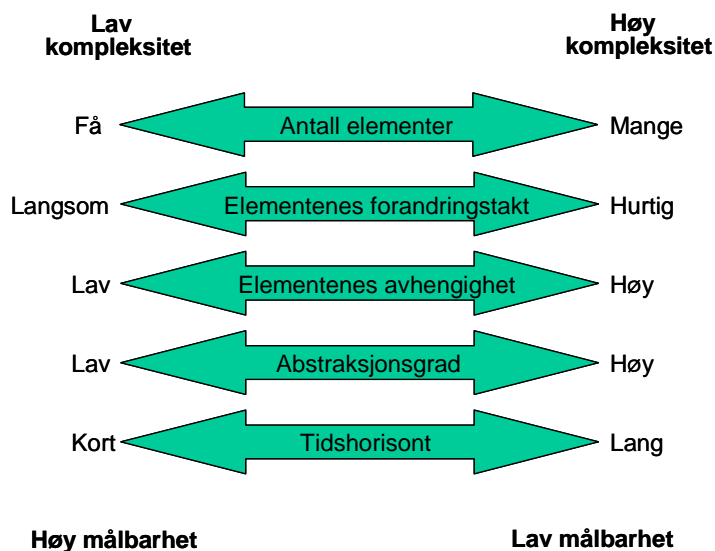 Lav
kompleksitet
Høy
kompleksitet
Få Antall elementer Mange
Langsom Elementenes forandringstakt Hurtig
Lav Elementenes avhengighet Høy
Lav Abstraksjonsgrad Høy
Kort Tidshorisont Lang
Høy målbarhet Lav målbarhet